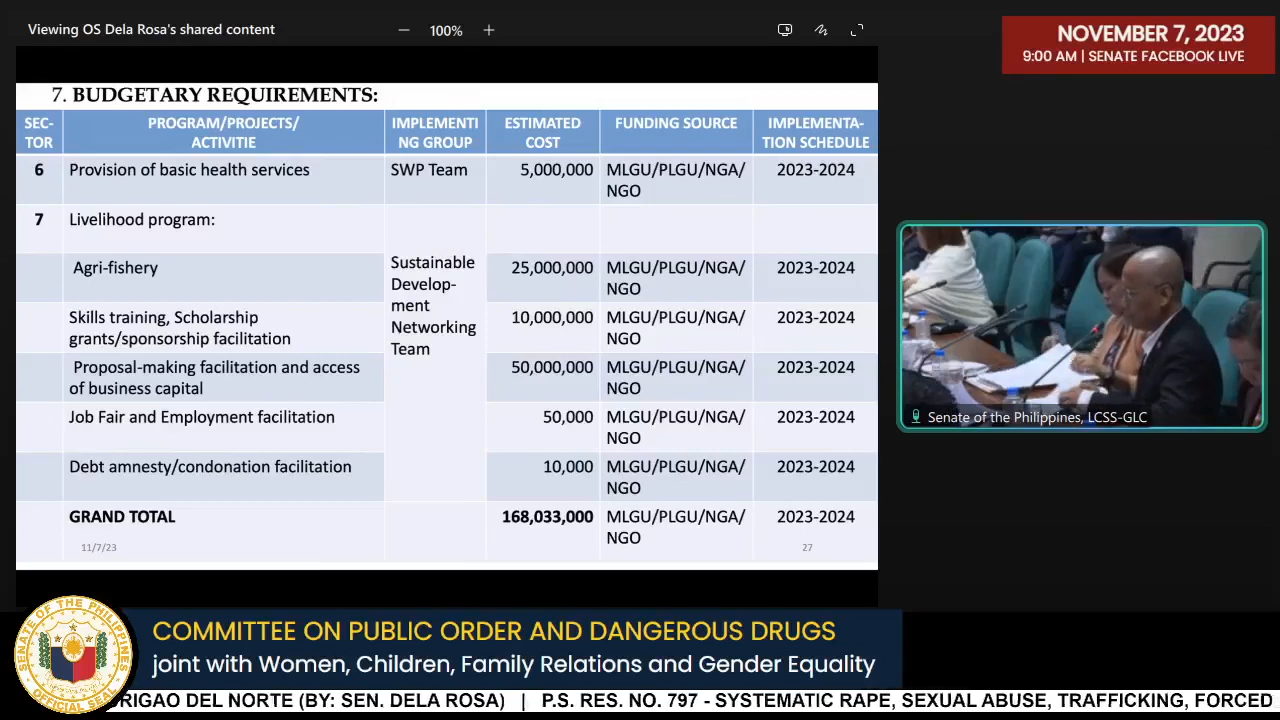 Viewing OS Dela Rosa's shared content
100%
NOVEMBER 7, 2023
9:00 AM | SENATE FACEBOOK LIVE
7. BUDGETARY REQUIREMENTS:
SEC-
TOR
PROGRAM/PROJECTS/
ACTIVITIE
IMPLEMENTI
NG GROUP
ESTIMATED
COST
FUNDING SOURCE
IMPLEMENTA-
TION SCHEDULE
6 Provision of basic health services SWP Team 5,000,000 MLGU/PLGU/NGA/ 2023-2024
NGO
7 Livelihood program:
Sustainable
Develop-
ment
Networking
Team
Agri-fishery 25,000,000 MLGU/PLGU/NGA/ 2023-2024
NGO
Skills training, Scholarship 10,000,000 MLGU/PLGU/NGA/ 2023-2024
grants/sponsorship facilitation NGO
Proposal-making facilitation and access 50,000,000 MLGU/PLGU/NGA/ 2023-2024
of business capital NGO
Job Fair and Employment facilitation 50,000 MLGU/PLGU/NGA/ 2023-2024
NGO
Debt amnesty/condonation facilitation 10,000 MLGU/PLGU/NGA/ 2023-2024
NGO
GRAND TOTAL 168,033,000 MLGU/PLGU/NGA/ 2023-2024
NGO
11/7/23
27
Senate of the Philippines, LCSS-GLC
SENATE OF THE PHILIPPINES
OFFICIAL SEAL
COMMITTEE ON PUBLIC ORDER AND DANGEROUS DRUGS
joint with Women, Children, Family Relations and Gender Equality
RIGAO DEL NORTE (BY: SEN. DELA ROSA) | P.S. RES. NO. 797 - SYSTEMATIC RAPE, SEXUAL ABUSE, TRAFFICKING, FORCED